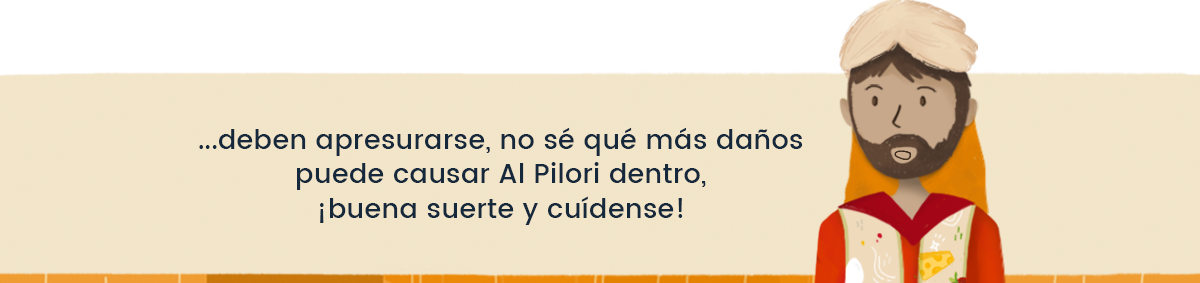 ...deben apresurarse, no sé qué más daños
puede causar Al Pilori dentro,
¡buena suerte y cuídense!